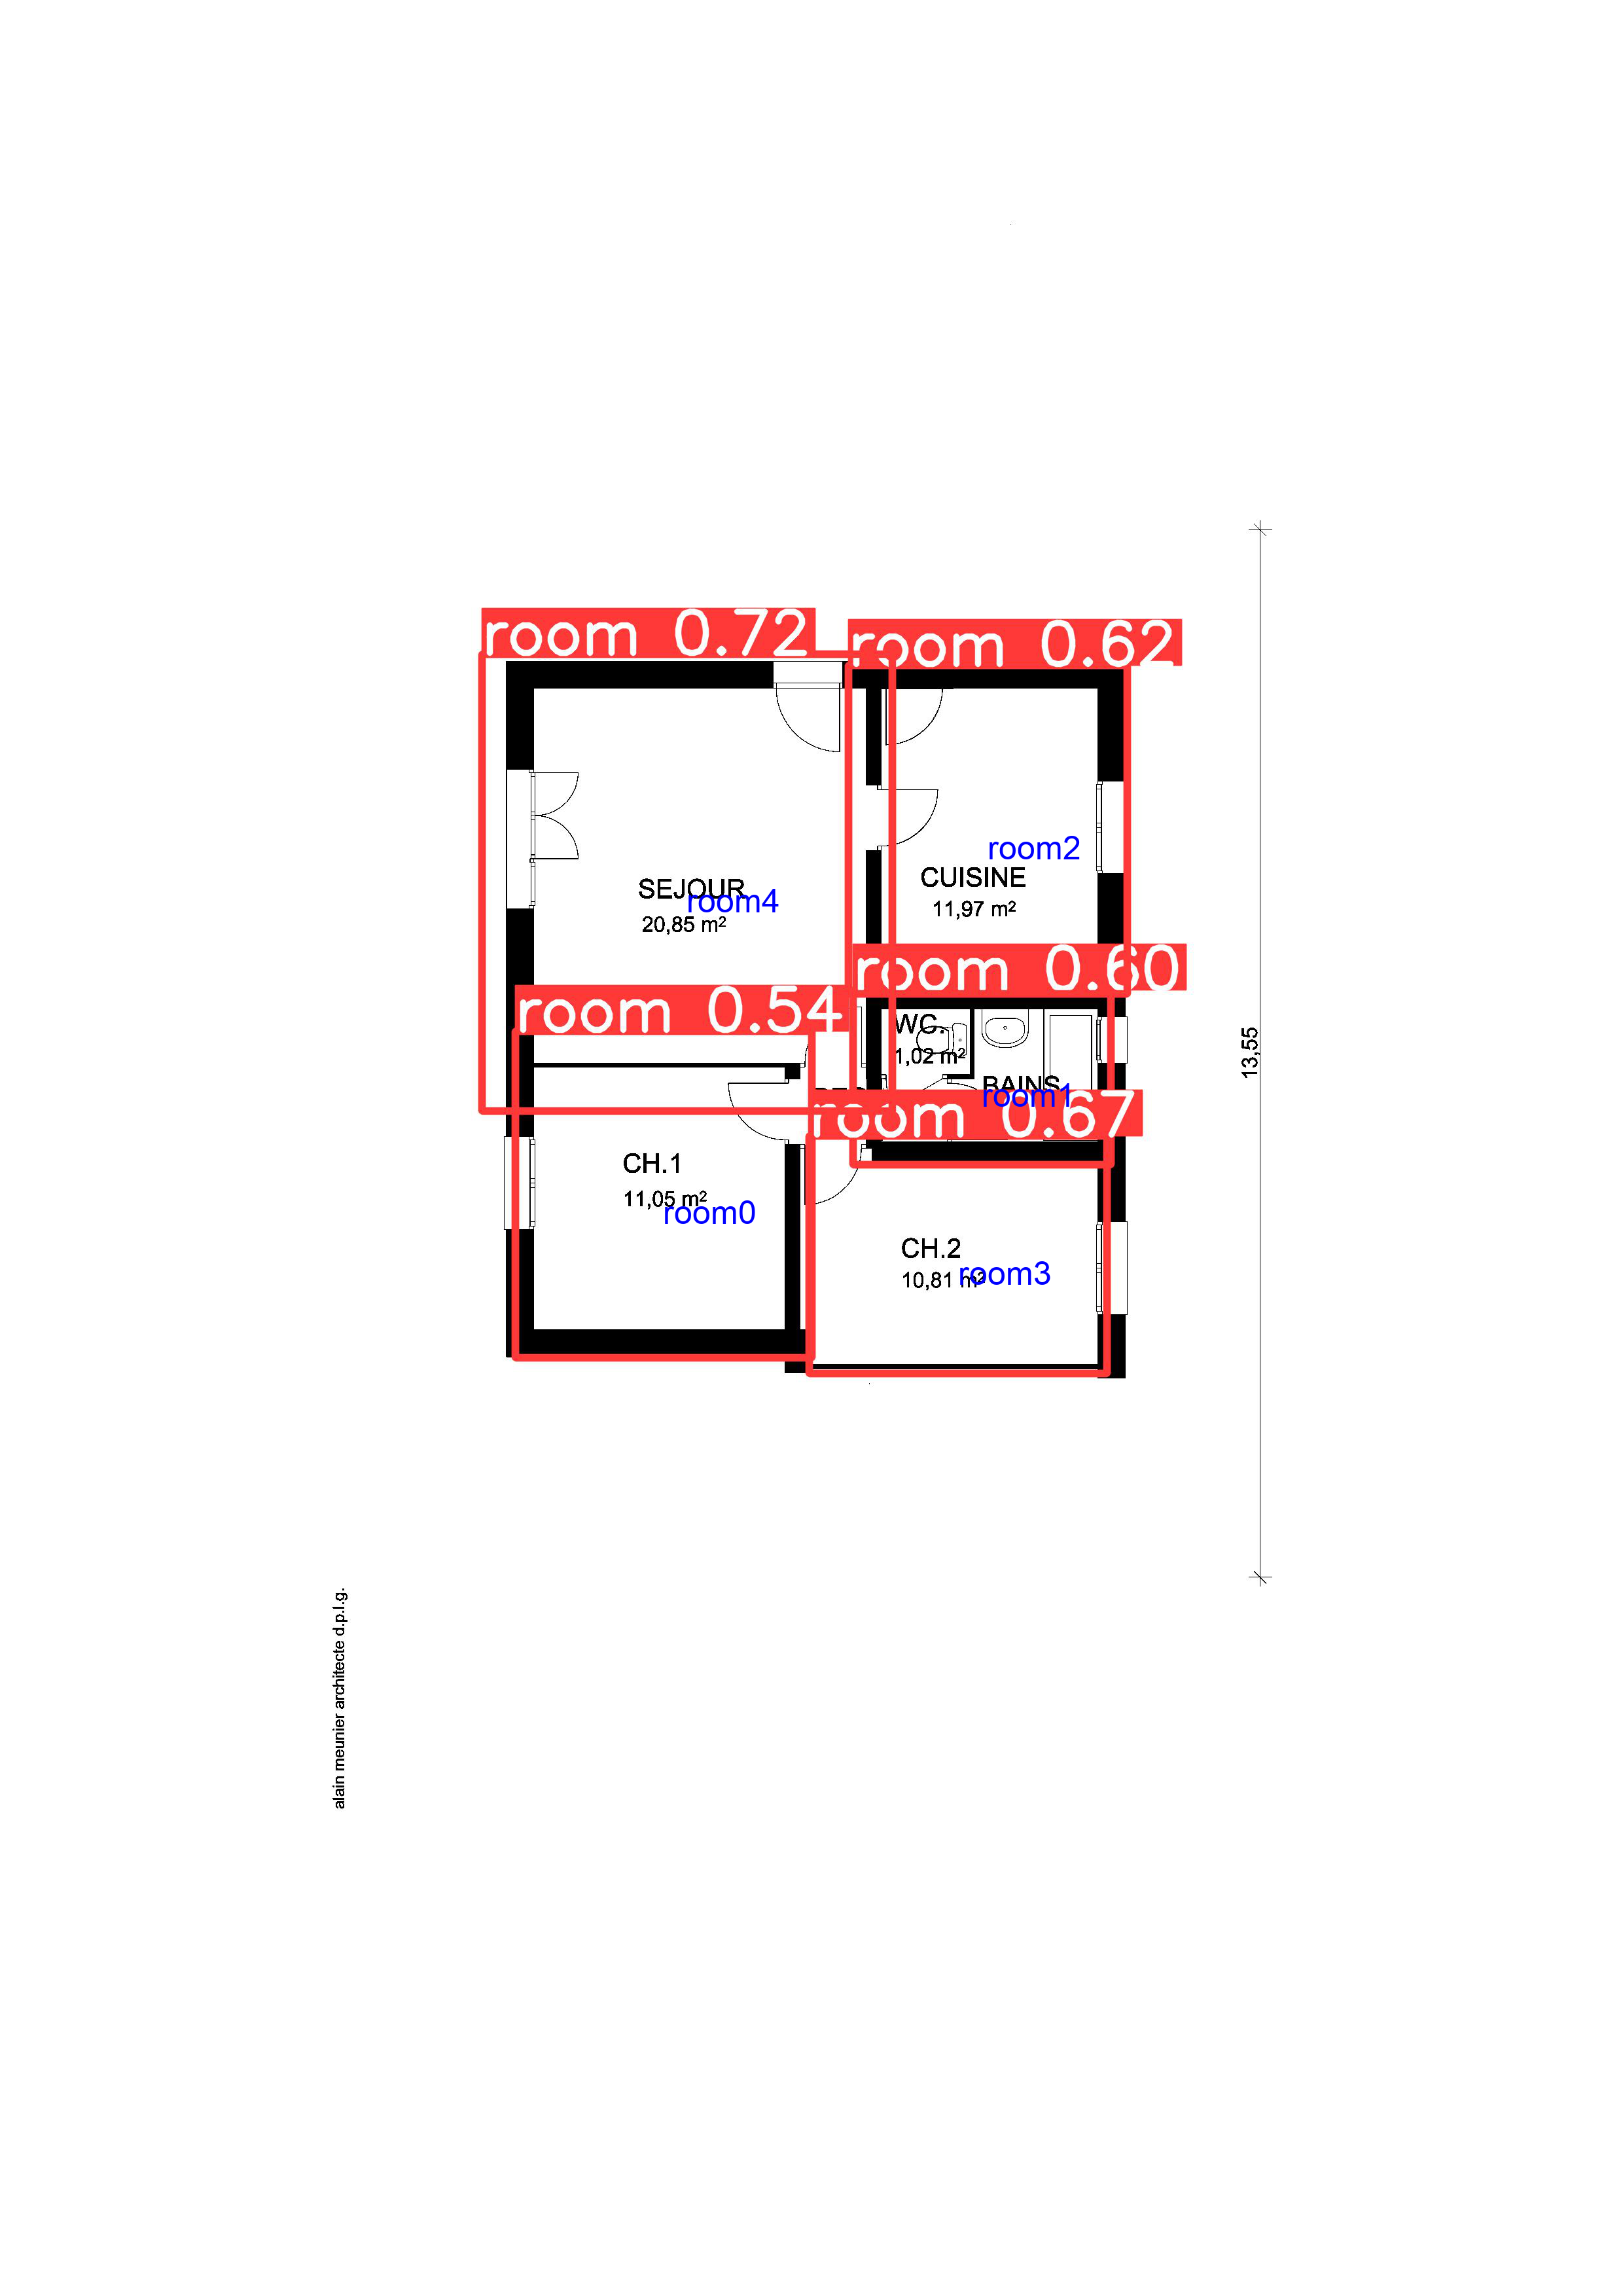 room 0.72
room 0.62
room2
SEJOUR
CUISINE
room4
20,85 m²
11,97 m²
room 0.60
room 0.54
WC.
1,02 m²
13,55
BAINS
room1
room 0.67
CH.1
11,05 m²
room0
CH.2
10,81 m²
room3
alain meunier architecte d.p.l.g.